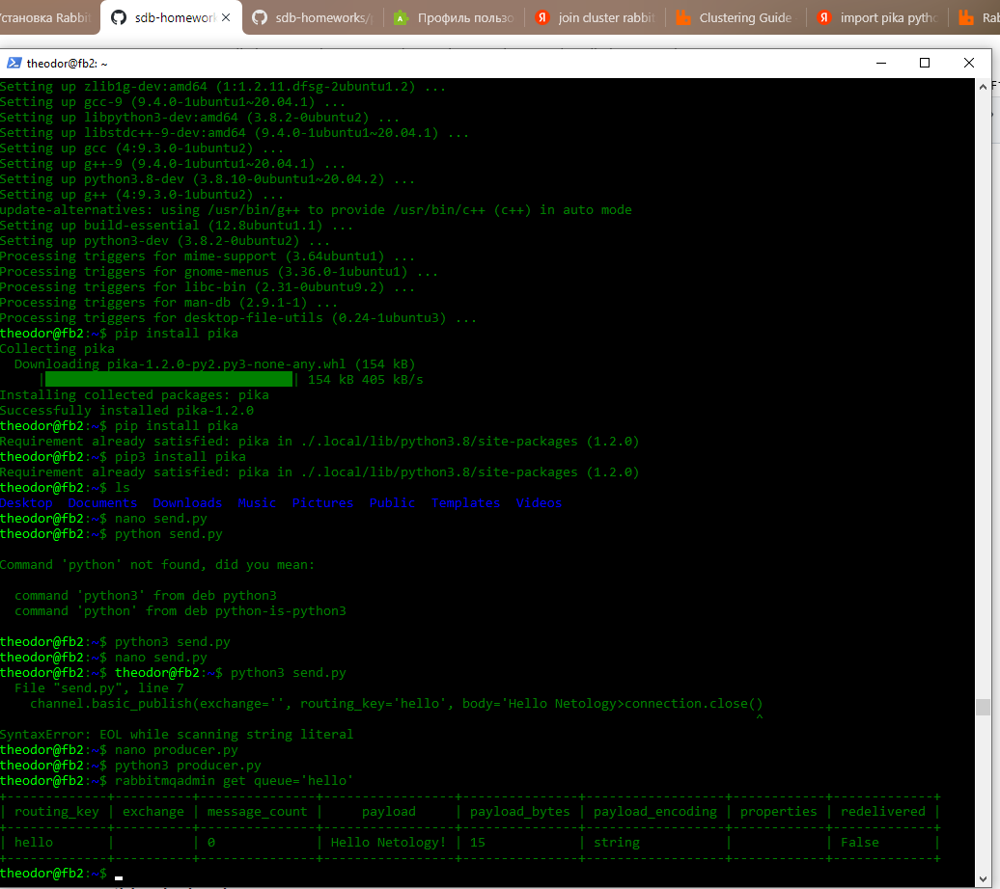 становка Rabbit
sdb-homework
sdb-homeworks/
Профиль пользо
join cluster rabbit
Clustering Guide
import pika pytho
Rab
theodor@fb2: ~
Setting up zlib1g-dev:amd64 (1:1.2.11.dfsg-2ubuntu1.2) ...
Setting up gcc-9 (9.4.0-1ubuntu1~20.04.1) ...
Setting up libpython3-dev:amd64 (3.8.2-0ubuntu2) ...
Setting up libstdc++-9-dev:amd64 (9.4.0-1ubuntu1~20.04.1) ...
Setting up gcc (4:9.3.0-1ubuntu2) ...
Setting up g++-9 (9.4.0-1ubuntu1~20.04.1) ...
Setting up python3.8-dev (3.8.10-0ubuntu1~20.04.2) ...
Setting up g++ (4:9.3.0-1ubuntu2) ...
update-alternatives: using /usr/bin/g++ to provide /usr/bin/c++ (c++) in auto mode
Setting up build-essential (12.8ubuntu1.1) ...
Setting up python3-dev (3.8.2-0ubuntu2) ...
Processing triggers for mime-support (3.64ubuntu1) ...
Processing triggers for gnome-menus (3.36.0-1ubuntu1) ...
Processing triggers for libc-bin (2.31-0ubuntu9.2) ...
Processing triggers for man-db (2.9.1-1) ...
Processing triggers for desktop-file-utils (0.24-1ubuntu3) ...
theodor@fb2:~$ pip install pika
Collecting pika
  Downloading pika-1.2.0-py2.py3-none-any.whl (154 kB)
     | | 154 kB 405 kB/s
Installing collected packages: pika
Successfully installed pika-1.2.0
theodor@fb2:~$ pip install pika
Requirement already satisfied: pika in ./.local/lib/python3.8/site-packages (1.2.0)
theodor@fb2:~$ pip3 install pika
Requirement already satisfied: pika in ./.local/lib/python3.8/site-packages (1.2.0)
theodor@fb2:~$ ls
Desktop  Documents  Downloads  Music  Pictures  Public  Templates  Videos
theodor@fb2:~$ nano send.py
theodor@fb2:~$ python send.py
Command 'python' not found, did you mean:
  command 'python3' from deb python3
  command 'python' from deb python-is-python3
theodor@fb2:~$ python3 send.py
theodor@fb2:~$ nano send.py
theodor@fb2:~$ theodor@fb2:~$ python3 send.py
  File "send.py", line 7
    channel.basic_publish(exchange='', routing_key='hello', body='Hello Netology>connection.close()
^
SyntaxError: EOL while scanning string literal
theodor@fb2:~$ nano producer.py
theodor@fb2:~$ python3 producer.py
theodor@fb2:~$ rabbitmqadmin get queue='hello'
| routing_key | exchange | message_count | payload | payload_bytes | payload_encoding | properties | redelivered |
| hello | | 0 | Hello Netology! | 15 | string | | False |
theodor@fb2:~$